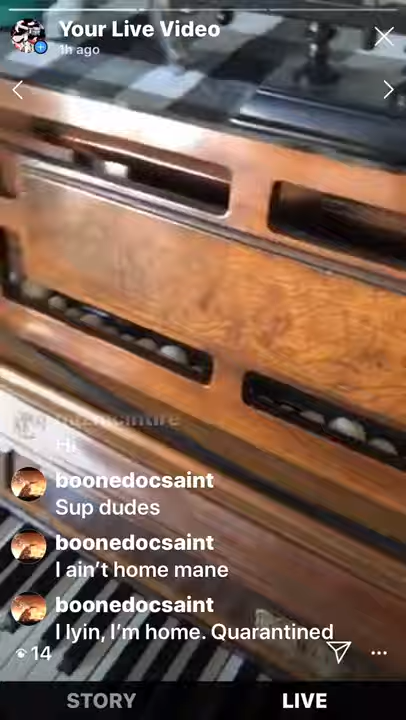 Your Live Video
1h ago
Hi
boonedocsaint
Sup dudes
boonedocsaint
I ain't home mane
boonedocsaint
I lyin, I'm home. Quarantined
14
STORY
LIVE